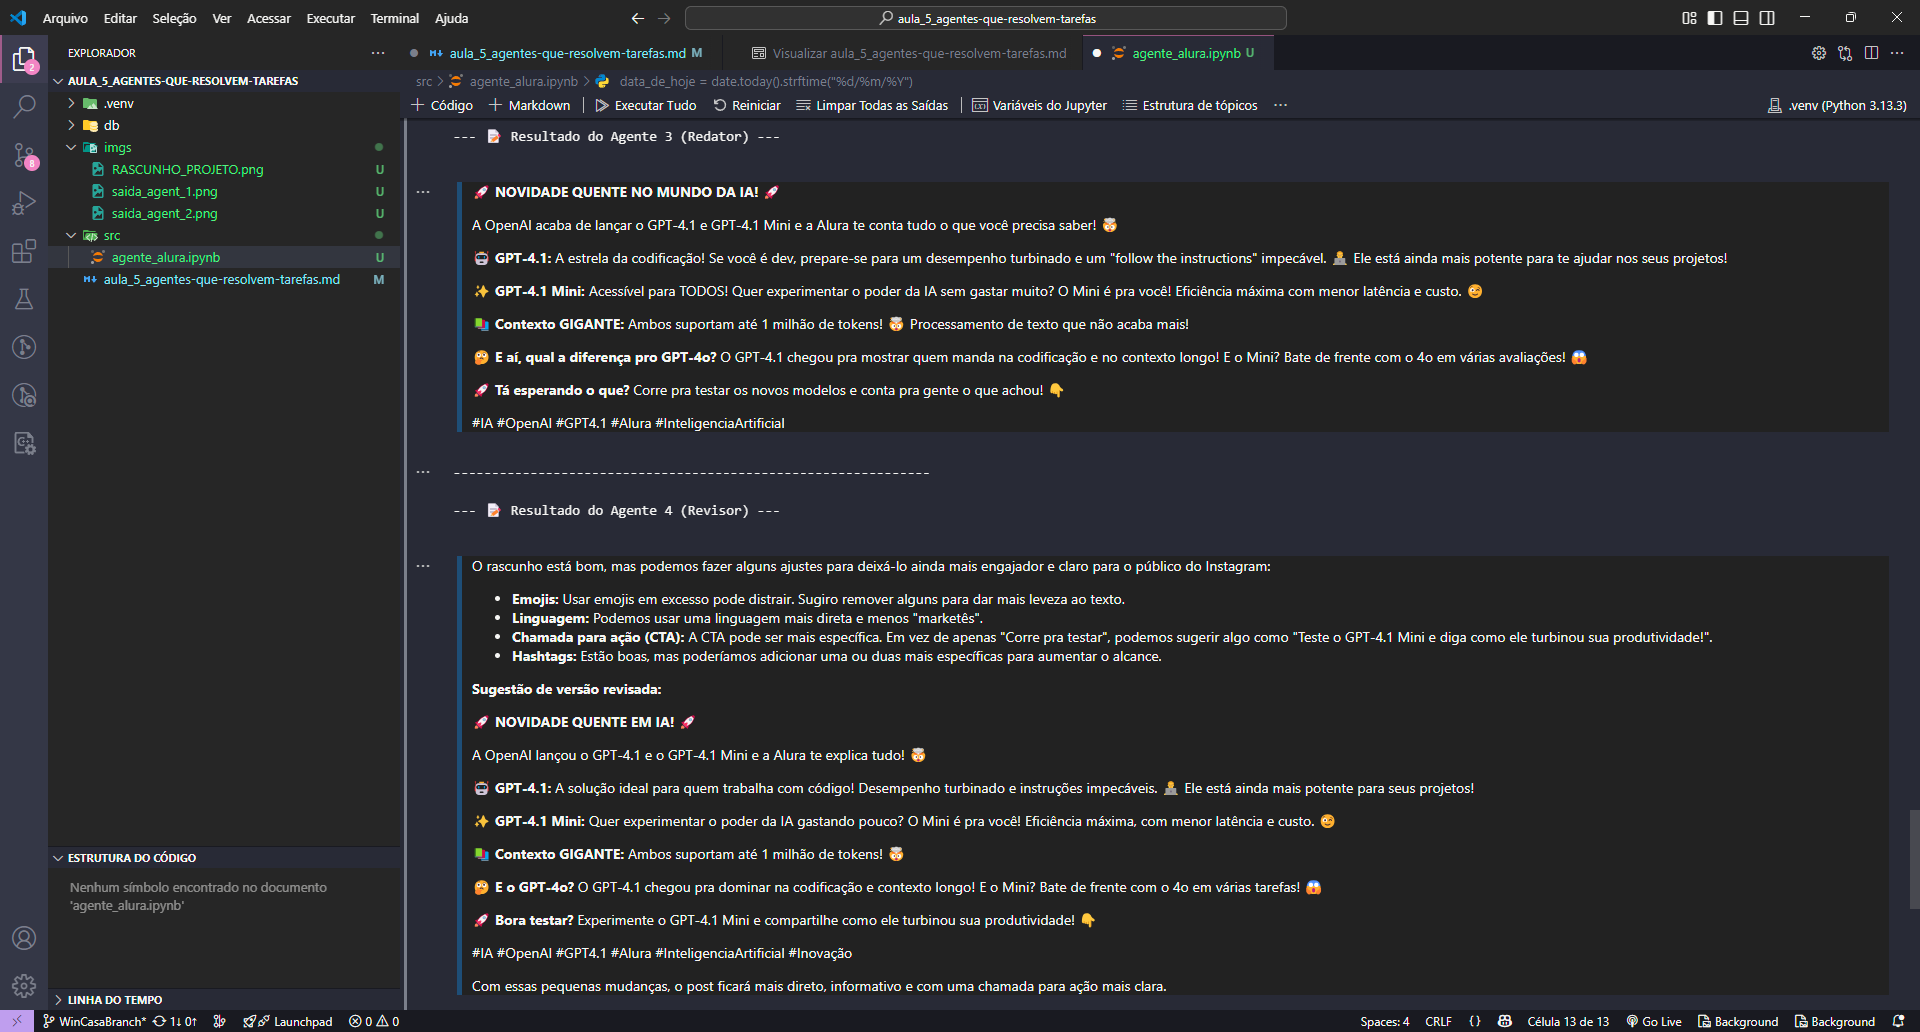 Arquivo Editar Seleção Ver Acessar Executar Terminal Ajuda
aula_5_agentes-que-resolvem-tarefas
EXPLORADOR
aula_5_agentes-que-resolvem-tarefas.md M
Visualizar aula_5_agentes-que-resolvem-tarefas.md
agente_alura.ipynb U
AULA_5_AGENTES-QUE-RESOLVEM-TAREFAS
.venv
db
imgs
RASCUNHO_PROJETO.png U
saida_agent_1.png U
saida_agent_2.png U
src
agente_alura.ipynb U
aula_5_agentes-que-resolvem-tarefas.md M
2
8
ESTRUTURA DO CÓDIGO
Nenhum símbolo encontrado no documento
'agente_alura.ipynb'
LINHA DO TEMPO
src > agente_alura.ipynb > data_de_hoje = date.today().strftime("%d/%m/%Y")
Código Markdown Executar Tudo Reiniciar Limpar Todas as Saídas Variáveis do Jupyter Estrutura de tópicos ... .venv (Python 3.13.3)
--- 📝 Resultado do Agente 3 (Redator) ---
🚀 NOVIDADE QUENTE NO MUNDO DA IA! 🚀
A OpenAI acaba de lançar o GPT-4.1 e GPT-4.1 Mini e a Alura te conta tudo o que você precisa saber! 🤯
🤖 GPT-4.1: A estrela da codificação! Se você é dev, prepare-se para um desempenho turbinado e um "follow the instructions" impecável. 🧑‍💻 Ele está ainda mais potente para te ajudar nos seus projetos!
✨ GPT-4.1 Mini: Acessível para TODOS! Quer experimentar o poder da IA sem gastar muito? O Mini é pra você! Eficiência máxima com menor latência e custo. 😉
📚 Contexto GIGANTE: Ambos suportam até 1 milhão de tokens! 🤯 Processamento de texto que não acaba mais!
🤔 E aí, qual a diferença pro GPT-4o? O GPT-4.1 chegou pra mostrar quem manda na codificação e no contexto longo! E o Mini? Bate de frente com o 4o em várias avaliações! 😱
🚀 Tá esperando o que? Corre pra testar os novos modelos e conta pra gente o que achou! 👇
#IA #OpenAI #GPT4.1 #Alura #InteligenciaArtificial
--------------------------------------------------------------
--- 📝 Resultado do Agente 4 (Revisor) ---
O rascunho está bom, mas podemos fazer alguns ajustes para deixá-lo ainda mais engajador e claro para o público do Instagram:
• Emojis: Usar emojis em excesso pode distrair. Sugiro remover alguns para dar mais leveza ao texto.
• Linguagem: Podemos usar uma linguagem mais direta e menos "marketês".
• Chamada para ação (CTA): A CTA pode ser mais específica. Em vez de apenas "Corre pra testar", podemos sugerir algo como "Teste o GPT-4.1 Mini e diga como ele turbinou sua produtividade!".
• Hashtags: Estão boas, mas poderíamos adicionar uma ou duas mais específicas para aumentar o alcance.
Sugestão de versão revisada:
🚀 NOVIDADE QUENTE EM IA! 🚀
A OpenAI lançou o GPT-4.1 e o GPT-4.1 Mini e a Alura te explica tudo! 🤯
🤖 GPT-4.1: A solução ideal para quem trabalha com código! Desempenho turbinado e instruções impecáveis. 🧑‍💻 Ele está ainda mais potente para seus projetos!
✨ GPT-4.1 Mini: Quer experimentar o poder da IA gastando pouco? O Mini é pra você! Eficiência máxima, com menor latência e custo. 😉
📚 Contexto GIGANTE: Ambos suportam até 1 milhão de tokens! 🤯
🤔 E o GPT-4o? O GPT-4.1 chegou pra dominar na codificação e contexto longo! E o Mini? Bate de frente com o 4o em várias tarefas! 😱
🚀 Bora testar? Experimente o GPT-4.1 Mini e compartilhe como ele turbinou sua produtividade! 👇
#IA #OpenAI #GPT4.1 #Alura #InteligenciaArtificial #Inovação
Com essas pequenas mudanças, o post ficará mais direto, informativo e com uma chamada para ação mais clara.
WinCasaBranch* 1↓ 0↑ Launchpad 0 0 Spaces: 4 CRLF {} Célula 13 de 13 Go Live Background Background